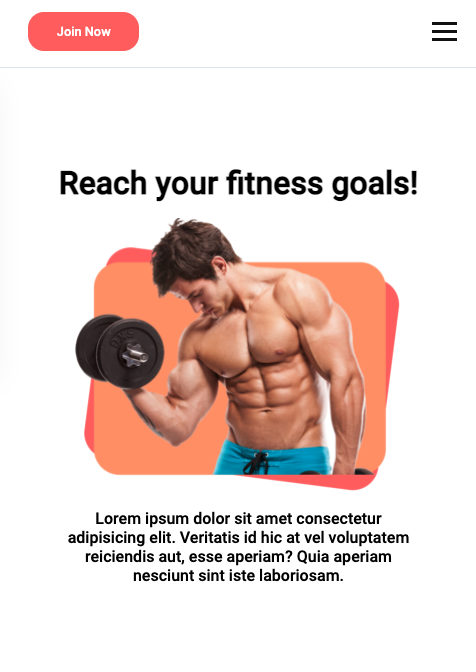 Join Now
Reach your fitness goals!
Lorem ipsum dolor sit amet consectetur
adipisicing elit. Veritatis id hic at vel voluptatem
reiciendis aut, esse aperiam? Quia aperiam
nesciunt sint iste laboriosam.